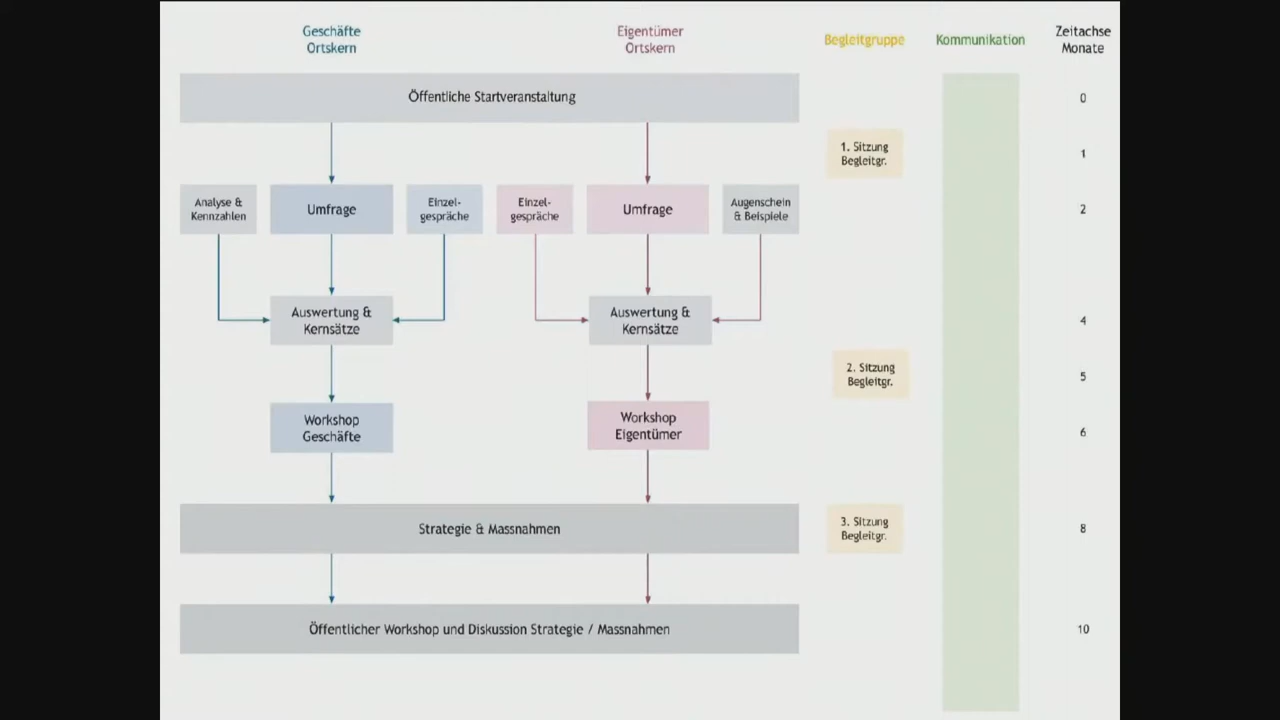 Geschäfte
Ortskern
Eigentümer
Ortskern
Begleitgruppe
Kommunikation
Zeitachse
Monate
Öffentliche Startveranstaltung
0
1. Sitzung
Begleitgr.
1
Analyse &
Kennzahlen
Umfrage
Einzel-
gespräche
Einzel-
gespräche
Umfrage
Augenschein
& Beispiele
2
Auswertung &
Kernsätze
Auswertung &
Kernsätze
4
2. Sitzung
Begleitgr.
5
Workshop
Geschäfte
Workshop
Eigentümer
6
Strategie & Massnahmen
3. Sitzung
Begleitgr.
8
Öffentlicher Workshop und Diskussion Strategie / Massnahmen
10